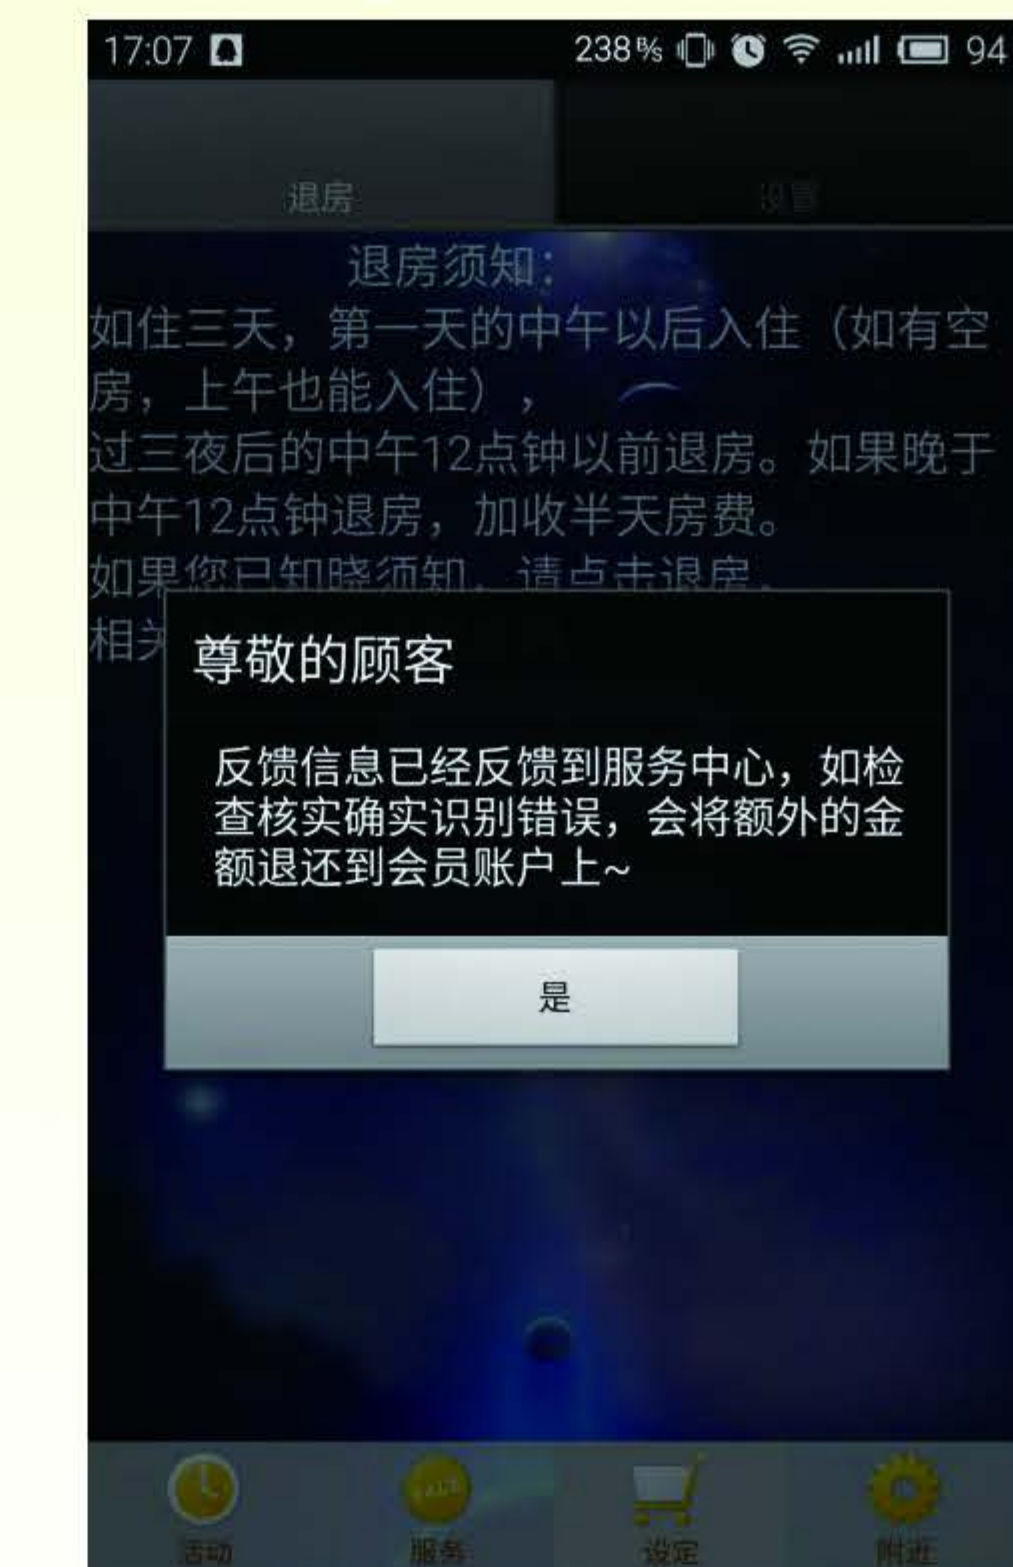 17:07 238 B/s 94
退房 设置
退房须知：
如住三天，第一天的中午以后入住（如有空
房，上午也能入住），
过三夜后的中午12点钟以前退房。如果晚于
中午12点钟退房，加收半天房费。
如果您已知晓须知，请点击退房，
相关
尊敬的顾客
反馈信息已经反馈到服务中心，如检
查核实确实识别错误，会将额外的金
额退还到会员账户上~
是
SALE
活动 服务 设定 附近